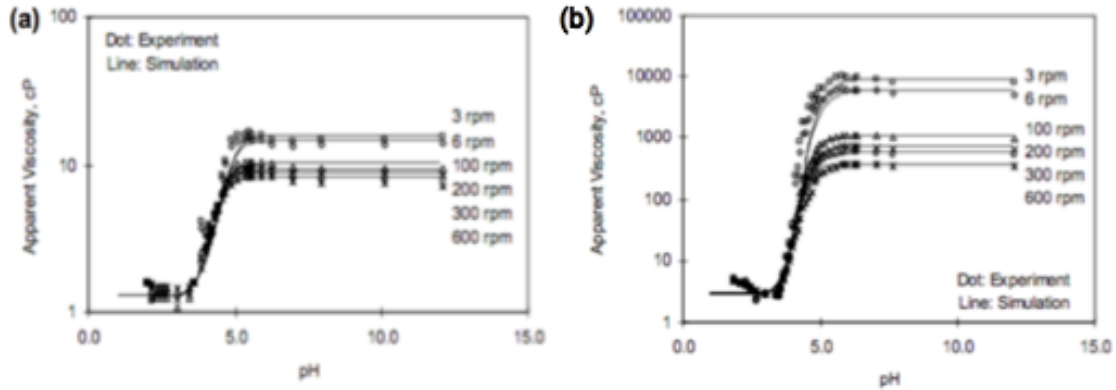 (a)
100
10
1
Apparent Viscosity, cP
Dot: Experiment
Line: Simulation
3 rpm
6 rpm
100 rpm
200 rpm
300 rpm
600 rpm
0.0 5.0 10.0 15.0
pH
(b)
100000
10000
1000
100
10
1
Apparent Viscosity, cP
3 rpm
6 rpm
100 rpm
200 rpm
300 rpm
600 rpm
Dot: Experiment
Line: Simulation
0.0 5.0 10.0 15.0
pH